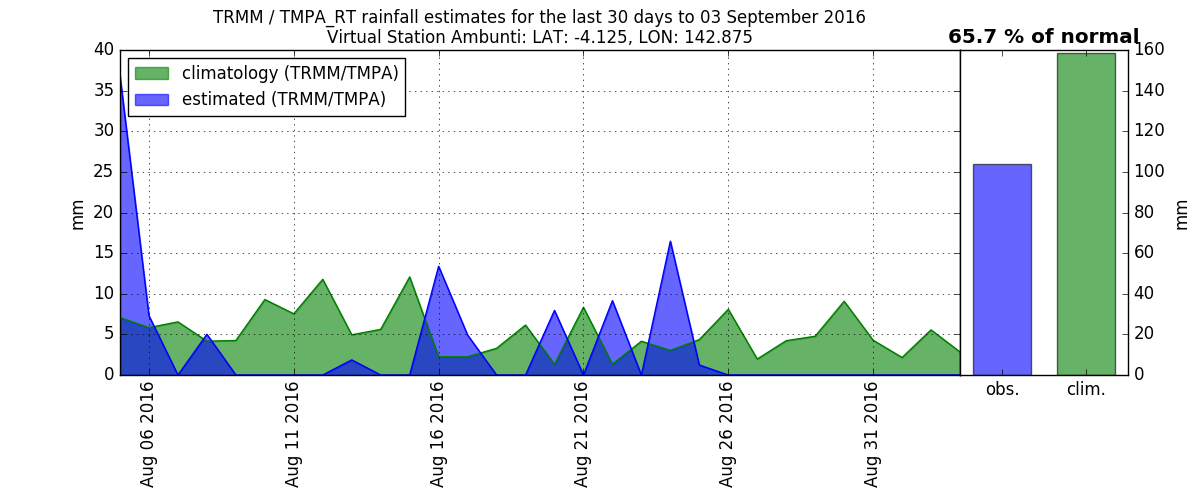 TRMM / TMPA_RT rainfall estimates for the last 30 days to 03 September 2016
Virtual Station Ambunti: LAT: -4.125, LON: 142.875
65.7 % of normal
climatology (TRMM/TMPA)
estimated (TRMM/TMPA)
40
35
30
25
20
15
10
5
0
mm
160
140
120
100
80
60
40
20
0
mm
Aug 06 2016
Aug 11 2016
Aug 16 2016
Aug 21 2016
Aug 26 2016
Aug 31 2016
obs.
clim.